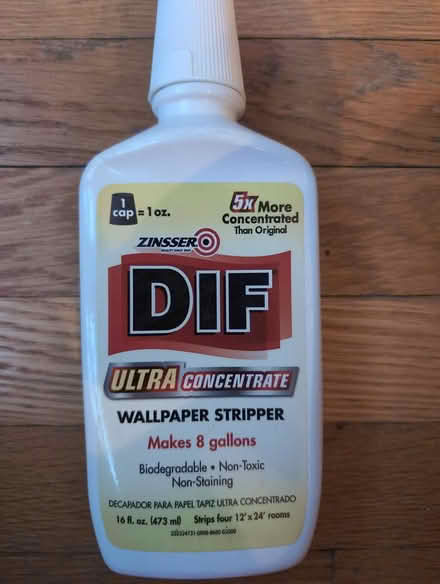 1
cap = 1 oz.
5x More
Concentrated
Than Original
ZINSSER
DIF
ULTRA CONCENTRATE
WALLPAPER STRIPPER
Makes 8 gallons
Biodegradable • Non-Toxic
Non-Staining
DECAPADOR PARA PAPEL TAPIZ ULTRA CONCENTRADO
16 fl. oz. (473 ml) Strips four 12' x 24' rooms